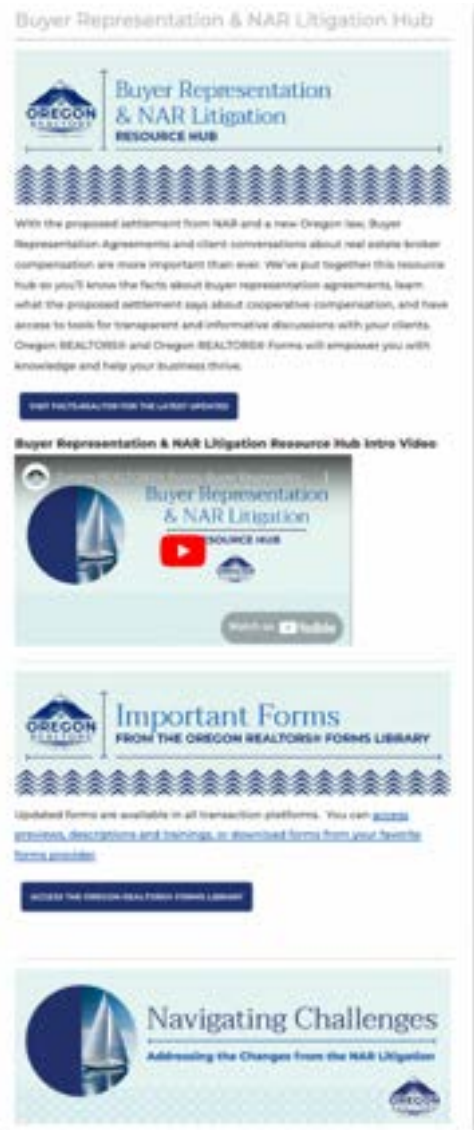 Buyer Representation & NAR Litigation Hub
OREGON
REALTORS
Buyer Representation
& NAR Litigation
RESOURCE HUB
With the proposed settlement from NAR and a new Oregon law, Buyer
Representation Agreements and client conversations about real estate broker
compensation are more important than ever. We've put together this resource
hub so you'll know the facts about buyer representation agreements, learn
what the proposed settlement says about cooperative compensation, and have
access to tools for transparent and informative discussions with your clients.
Oregon REALTORS® and Oregon REALTORS® Forms will empower you with
knowledge and help your business thrive.
VISIT FACTS.REALTOR FOR THE LATEST UPDATES
Buyer Representation & NAR Litigation Resource Hub Intro Video
Buyer Representation
& NAR Litigation
RESOURCE HUB
Watch on YouTube
OREGON
REALTORS
Important Forms
FROM THE OREGON REALTORS® FORMS LIBRARY
Updated forms are available in all transaction platforms. You can access
previews, descriptions and trainings, or download forms from your favorite
forms provider.
ACCESS THE OREGON REALTORS® FORMS LIBRARY
Navigating Challenges
Addressing the Changes from the NAR Litigation
OREGON